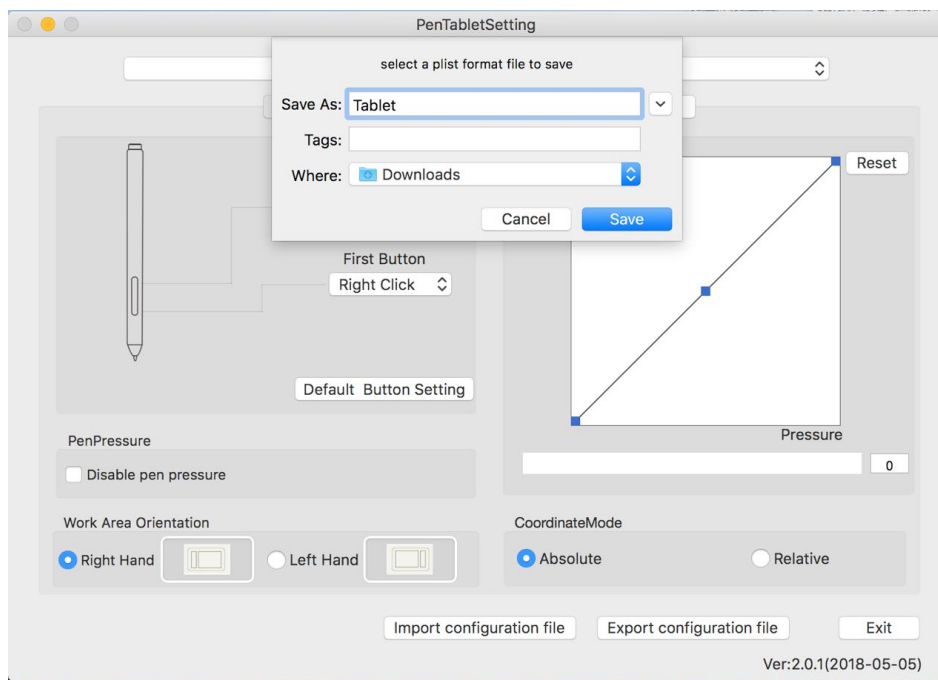 PenTabletSetting
select a plist format file to save
Save As: Tablet
Tags:
Where: Downloads
Cancel Save
Reset
First Button
Right Click
Default Button Setting
Pressure
0
PenPressure
Disable pen pressure
Work Area Orientation
Right Hand Left Hand
CoordinateMode
Absolute Relative
Import configuration file Export configuration file Exit
Ver:2.0.1(2018-05-05)